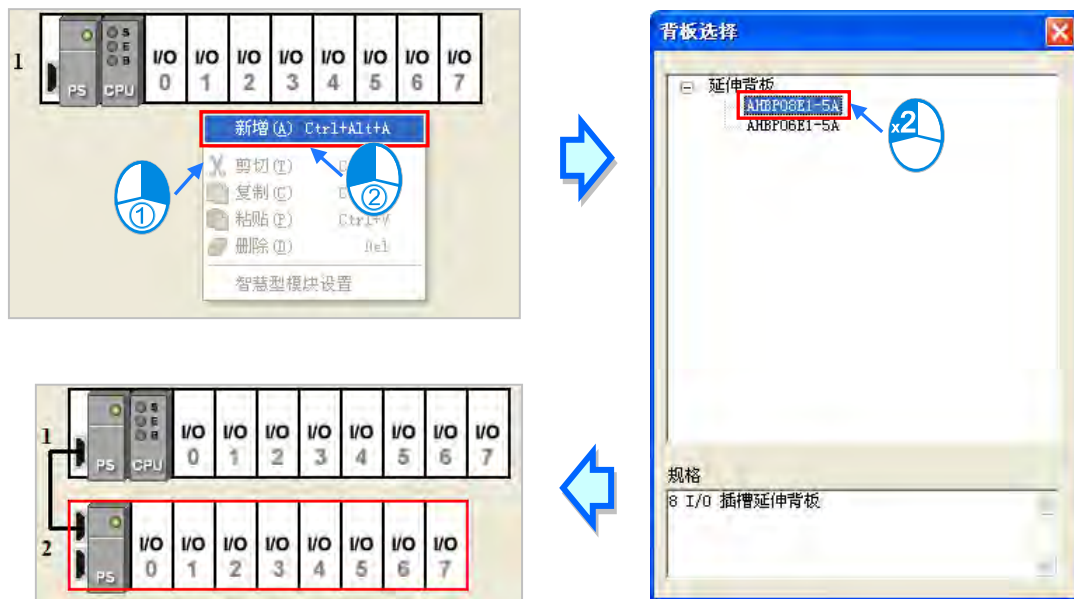 1 PS CPU S E B I/O 0 I/O 1 I/O 2 I/O 3 I/O 4 I/O 5 I/O 6 I/O 7
新增(A) Ctrl+Alt+A
剪切(T)
复制(C)
粘贴(P) Ctrl+V
删除(D) Del
智慧型模块设置
①
②
背板选择
延伸背板
AHBP08E1-5A
AHBP06E1-5A
x2
规格
8 I/O 插槽延伸背板
1 PS CPU S E B I/O 0 I/O 1 I/O 2 I/O 3 I/O 4 I/O 5 I/O 6 I/O 7
2 PS I/O 0 I/O 1 I/O 2 I/O 3 I/O 4 I/O 5 I/O 6 I/O 7